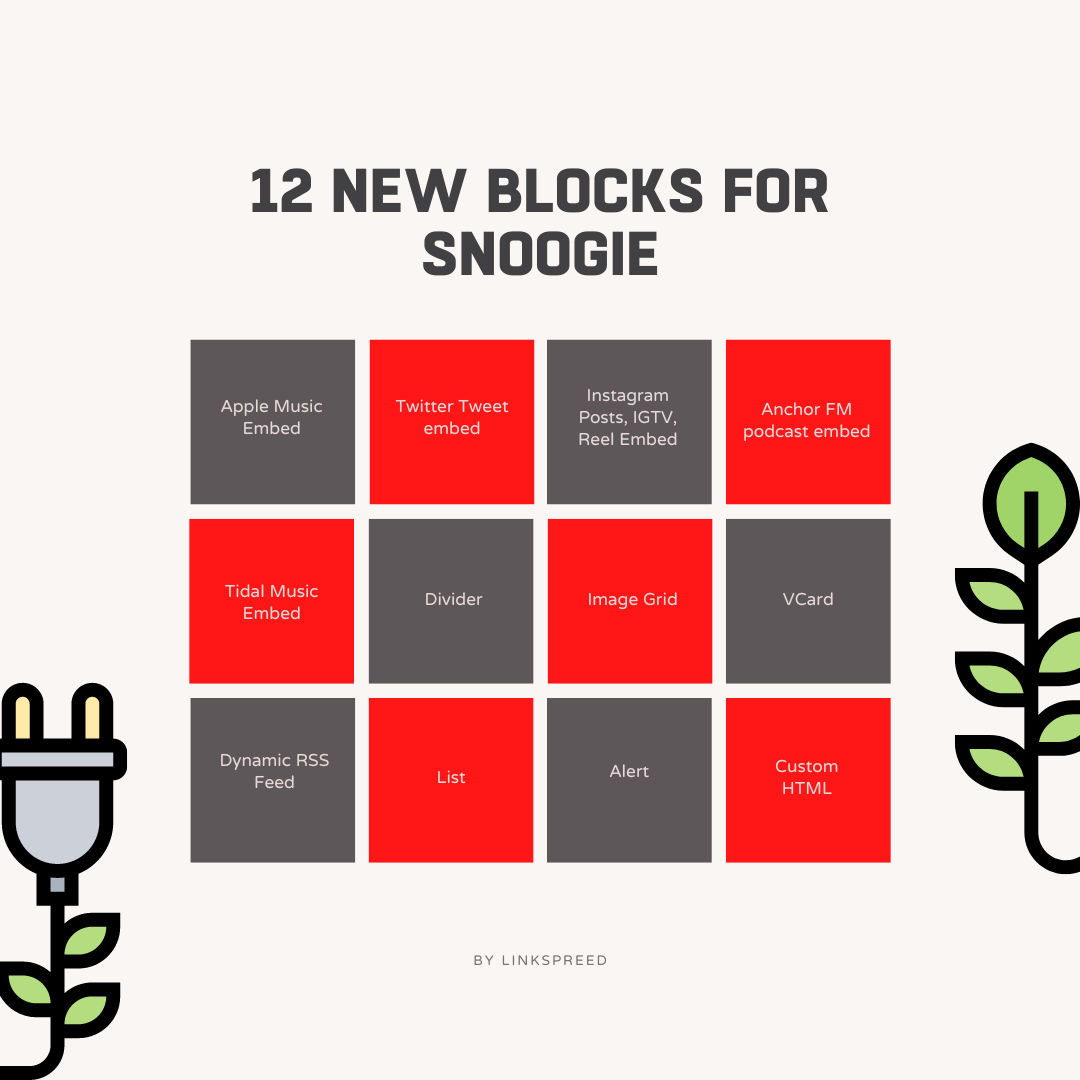 12 NEW BLOCKS FOR
SNOOGIE
Apple Music
Embed
Twitter Tweet
embed
Instagram
Posts, IGTV,
Reel Embed
Anchor FM
podcast embed
Tidal Music
Embed
Divider
Image Grid
VCard
Dynamic RSS
Feed
List
Alert
Custom
HTML
BY LINKSPREED